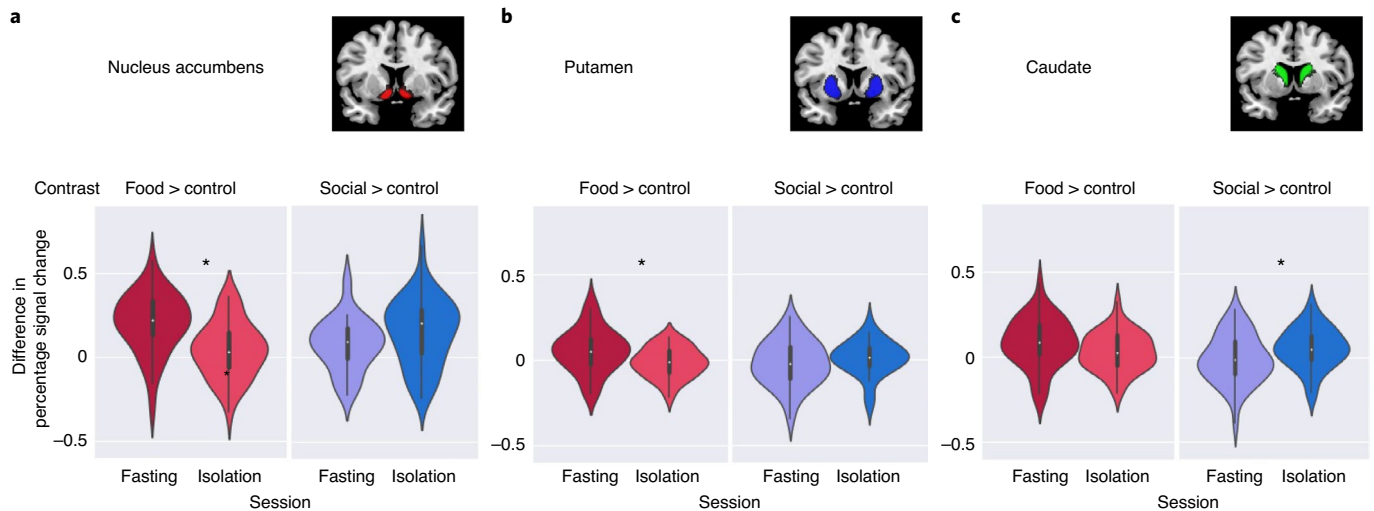 a
Nucleus accumbens
b
Putamen
c
Caudate
Contrast Food > control Social > control
Food > control Social > control
Food > control Social > control
Difference in
percentage signal change
0.5
0
–0.5
*
*
Fasting Isolation Fasting Isolation
Session
0.5
0
–0.5
*
Fasting Isolation Fasting Isolation
Session
0.5
0
–0.5
*
Fasting Isolation Fasting Isolation
Session